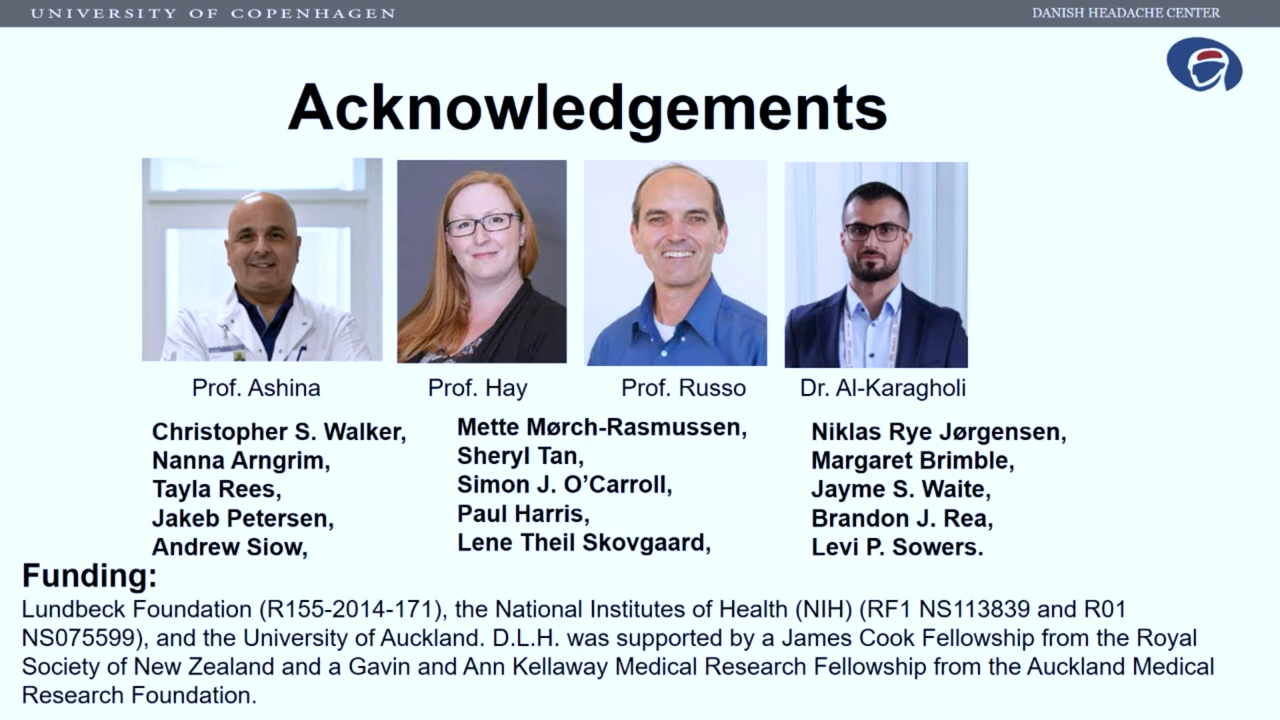 UNIVERSITY OF COPENHAGEN
DANISH HEADACHE CENTER
Acknowledgements
Prof. Ashina
Prof. Hay
Prof. Russo
Dr. Al-Karagholi
Christopher S. Walker,
Nanna Arngrim,
Tayla Rees,
Jakeb Petersen,
Andrew Siow,
Mette Mørch-Rasmussen,
Sheryl Tan,
Simon J. O’Carroll,
Paul Harris,
Lene Theil Skovgaard,
Niklas Rye Jørgensen,
Margaret Brimble,
Jayme S. Waite,
Brandon J. Rea,
Levi P. Sowers.
Funding:
Lundbeck Foundation (R155-2014-171), the National Institutes of Health (NIH) (RF1 NS113839 and R01
NS075599), and the University of Auckland. D.L.H. was supported by a James Cook Fellowship from the Royal
Society of New Zealand and a Gavin and Ann Kellaway Medical Research Fellowship from the Auckland Medical
Research Foundation.